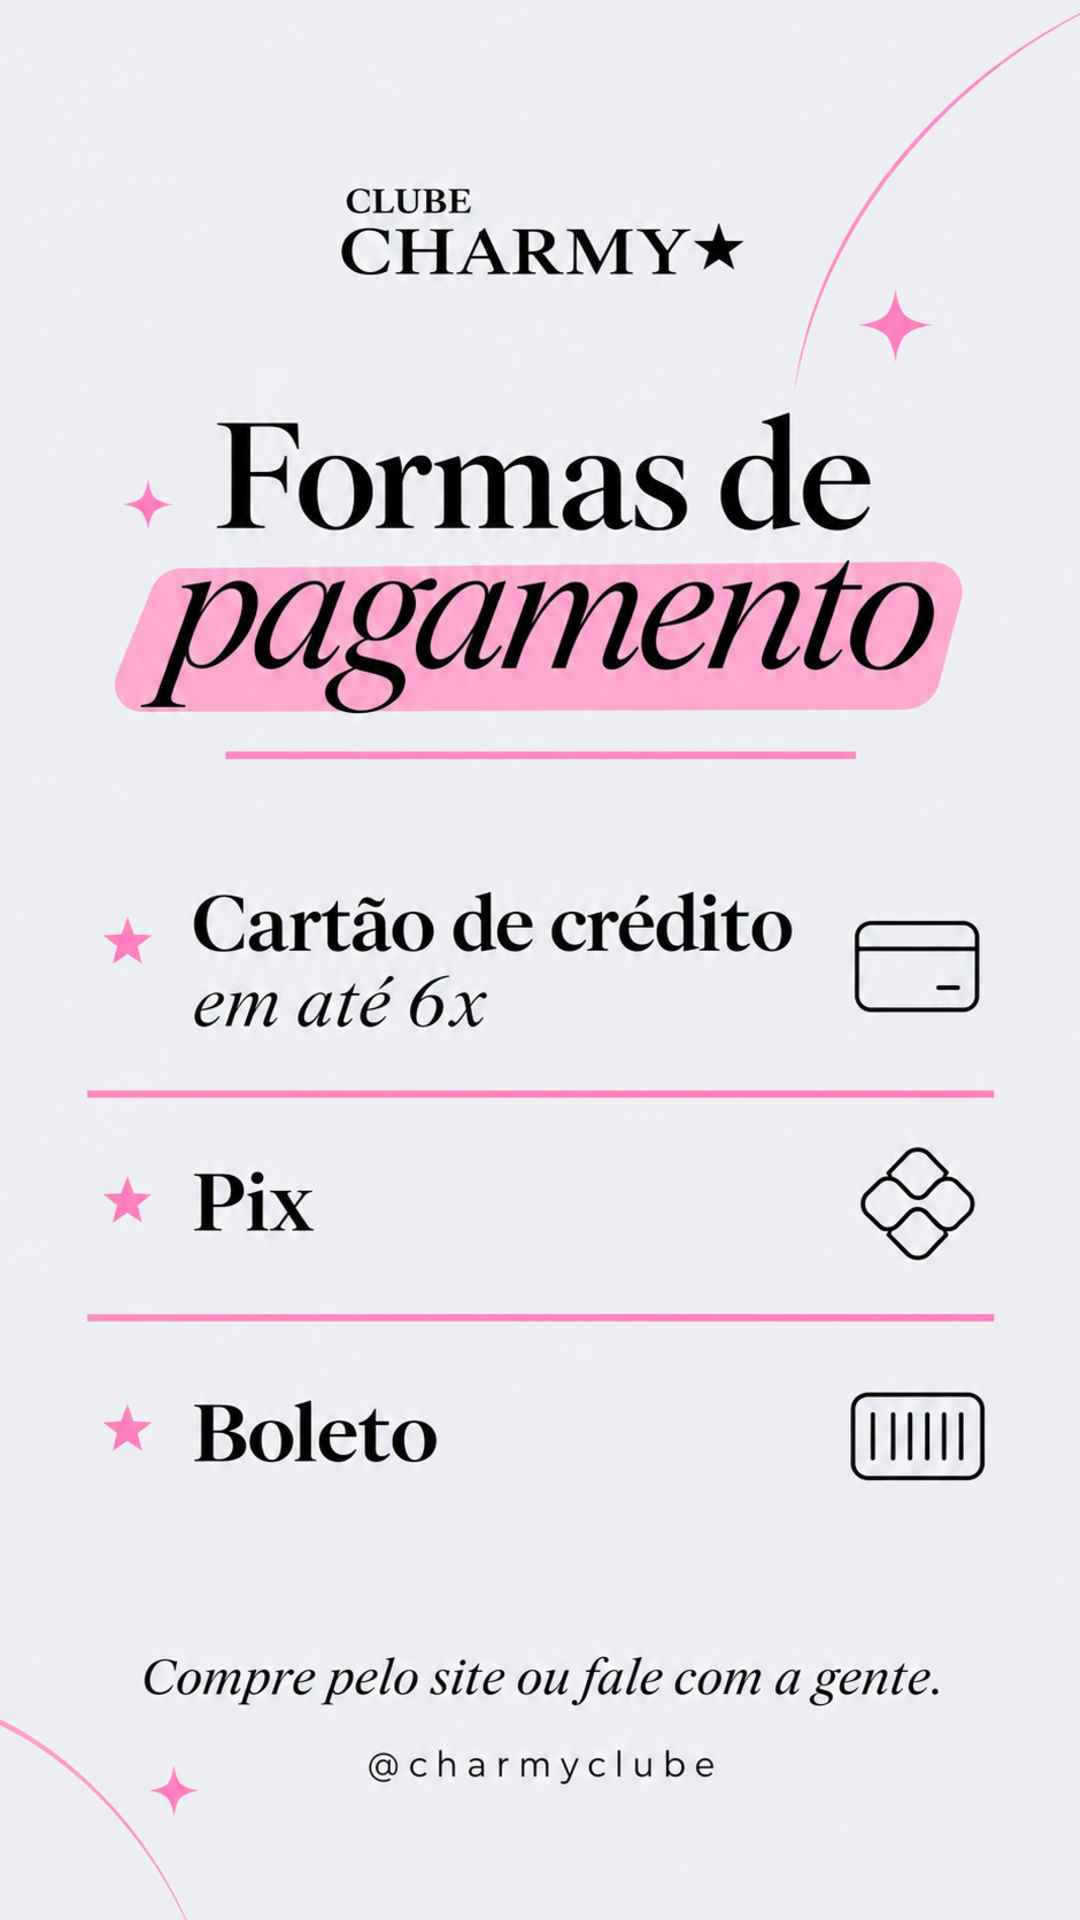 CLUBE
CHARMY★
Formas de
pagamento
Cartão de crédito
em até 6x
Pix
Boleto
Compre pelo site ou fale com a gente.
@charmyclube